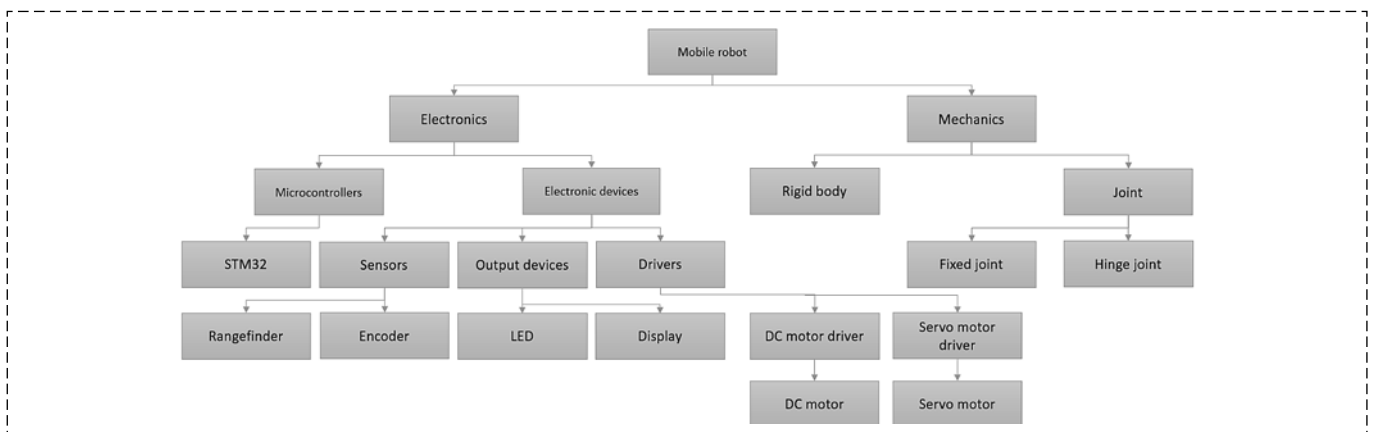 Mobile robot
Electronics
Mechanics
Microcontrollers
Electronic devices
Rigid body
Joint
STM32
Sensors
Output devices
Drivers
Fixed joint
Hinge joint
Rangefinder
Encoder
LED
Display
DC motor driver
Servo motor
driver
DC motor
Servo motor